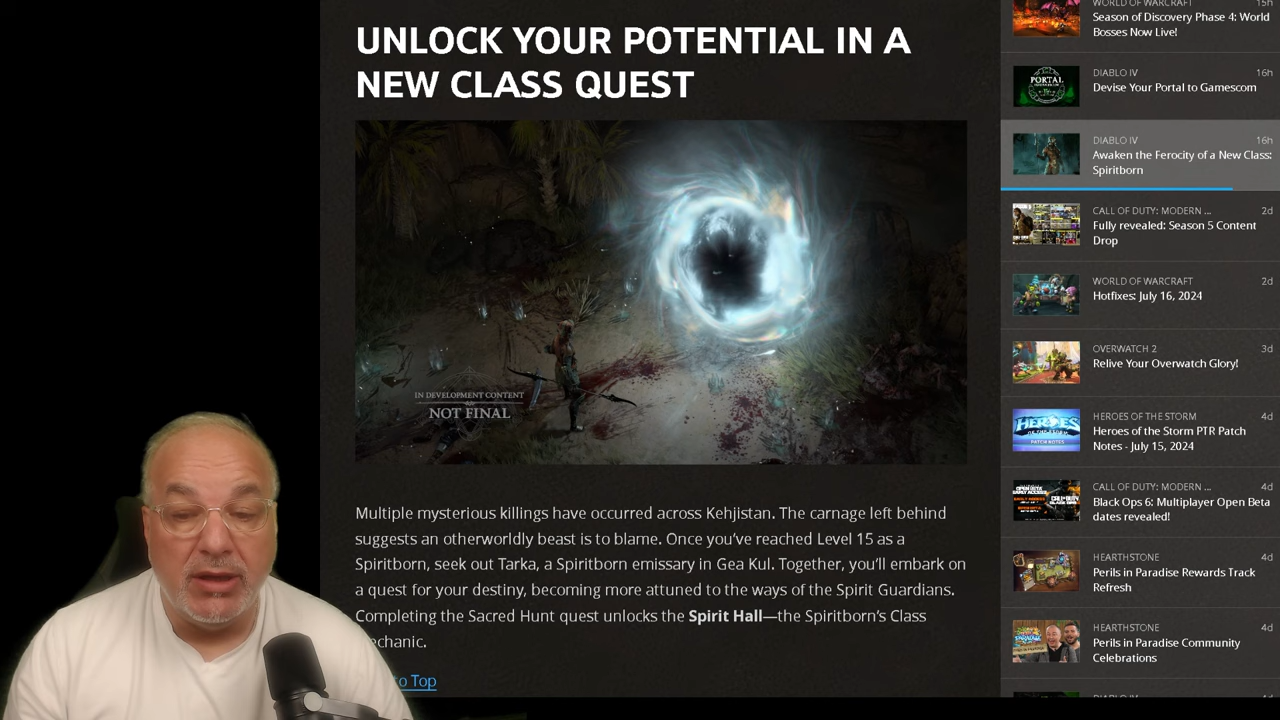 UNLOCK YOUR POTENTIAL IN A
NEW CLASS QUEST
IN DEVELOPMENT CONTENT
NOT FINAL
Multiple mysterious killings have occurred across Kehjistan. The carnage left behind
suggests an otherworldly beast is to blame. Once you've reached Level 15 as a
Spiritborn, seek out Tarka, a Spiritborn emissary in Gea Kul. Together, you'll embark on
a quest for your destiny, becoming more attuned to the ways of the Spirit Guardians.
Completing the Sacred Hunt quest unlocks the Spirit Hall—the Spiritborn's Class
mechanic.
to Top
WORLD OF WARCRAFT 15h
Season of Discovery Phase 4: World
Bosses Now Live!
PORTAL
DIABLO IV 16h
Devise Your Portal to Gamescom
DIABLO IV 16h
Awaken the Ferocity of a New Class:
Spiritborn
CALL OF DUTY: MODERN ... 2d
Fully revealed: Season 5 Content
Drop
WORLD OF WARCRAFT 2d
Hotfixes: July 16, 2024
OVERWATCH 2 3d
Relive Your Overwatch Glory!
HEROES
PATCH NOTES
HEROES OF THE STORM 4d
Heroes of the Storm PTR Patch
Notes - July 15, 2024
CALL OF DUTY: MODERN ... 4d
Black Ops 6: Multiplayer Open Beta
dates revealed!
HEARTHSTONE 4d
Perils in Paradise Rewards Track
Refresh
HEARTHSTONE 4d
Perils in Paradise Community
Celebrations